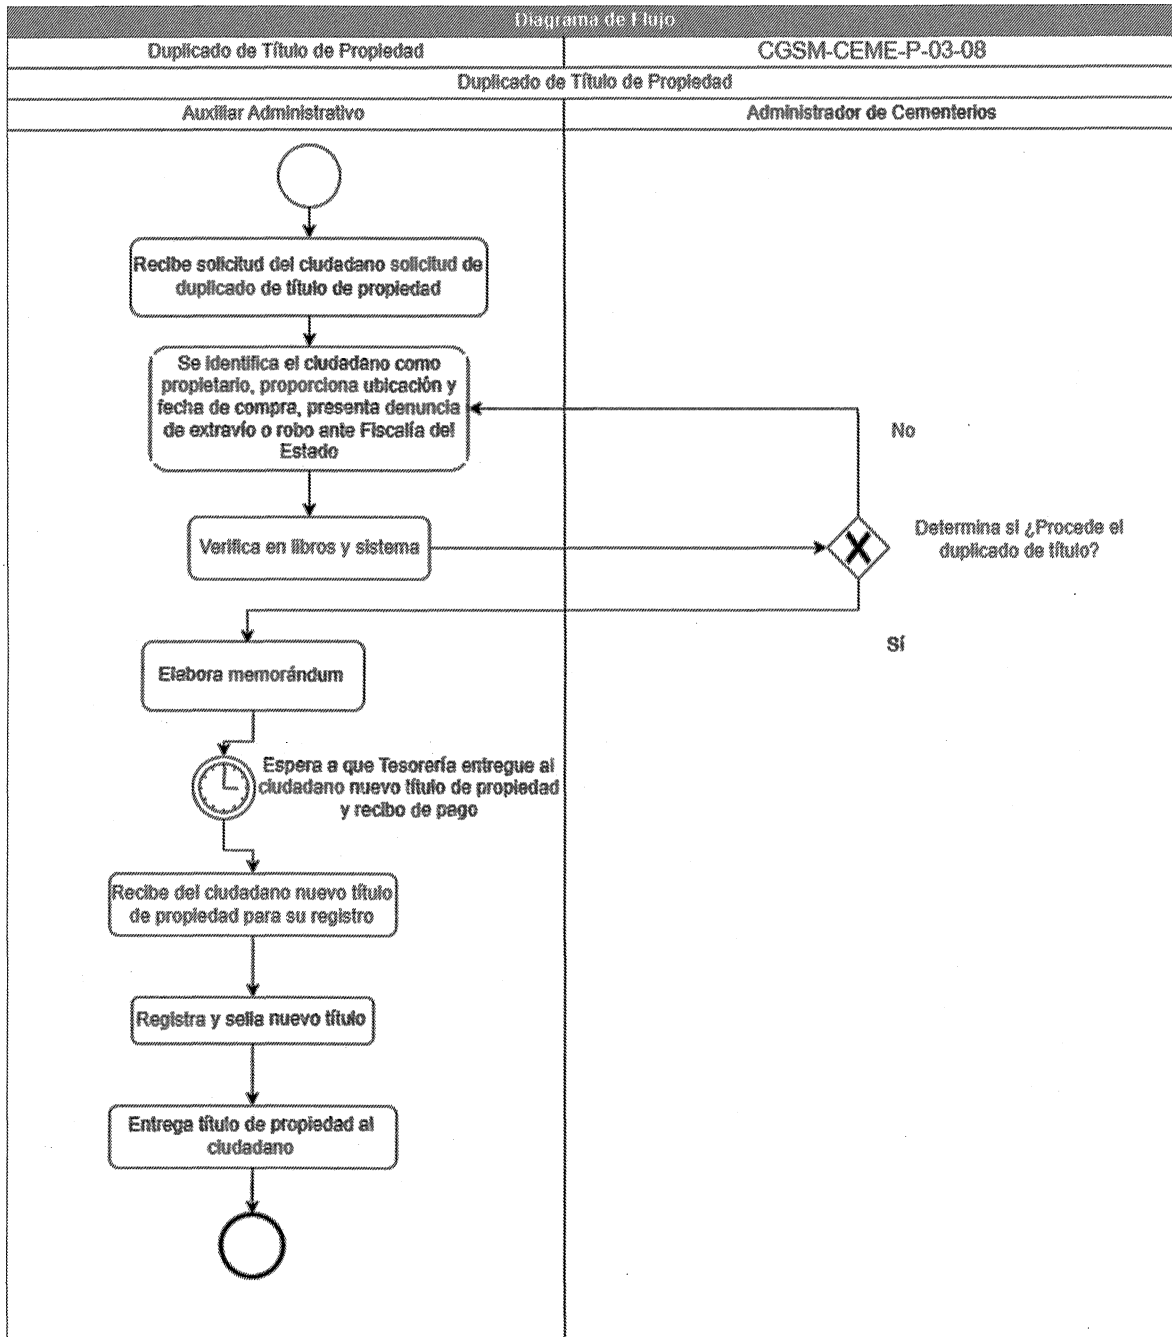 Diagrama de Flujo
Duplicado de Título de Propiedad
CGSM-CEME-P-03-08
Duplicado de Título de Propiedad
Auxiliar Administrativo
Administrador de Cementerios
Recibe solicitud del ciudadano solicitud de
duplicado de título de propiedad
Se identifica el ciudadano como
propietario, proporciona ubicación y
fecha de compra, presenta denuncia
de extravío o robo ante Fiscalía del
Estado
No
Verifica en libros y sistema
Determina si ¿Procede el
duplicado de título?
Sí
Elabora memorándum
Espera a que Tesorería entregue al
ciudadano nuevo título de propiedad
y recibo de pago
Recibe del ciudadano nuevo título
de propiedad para su registro
Registra y sella nuevo título
Entrega título de propiedad al
ciudadano